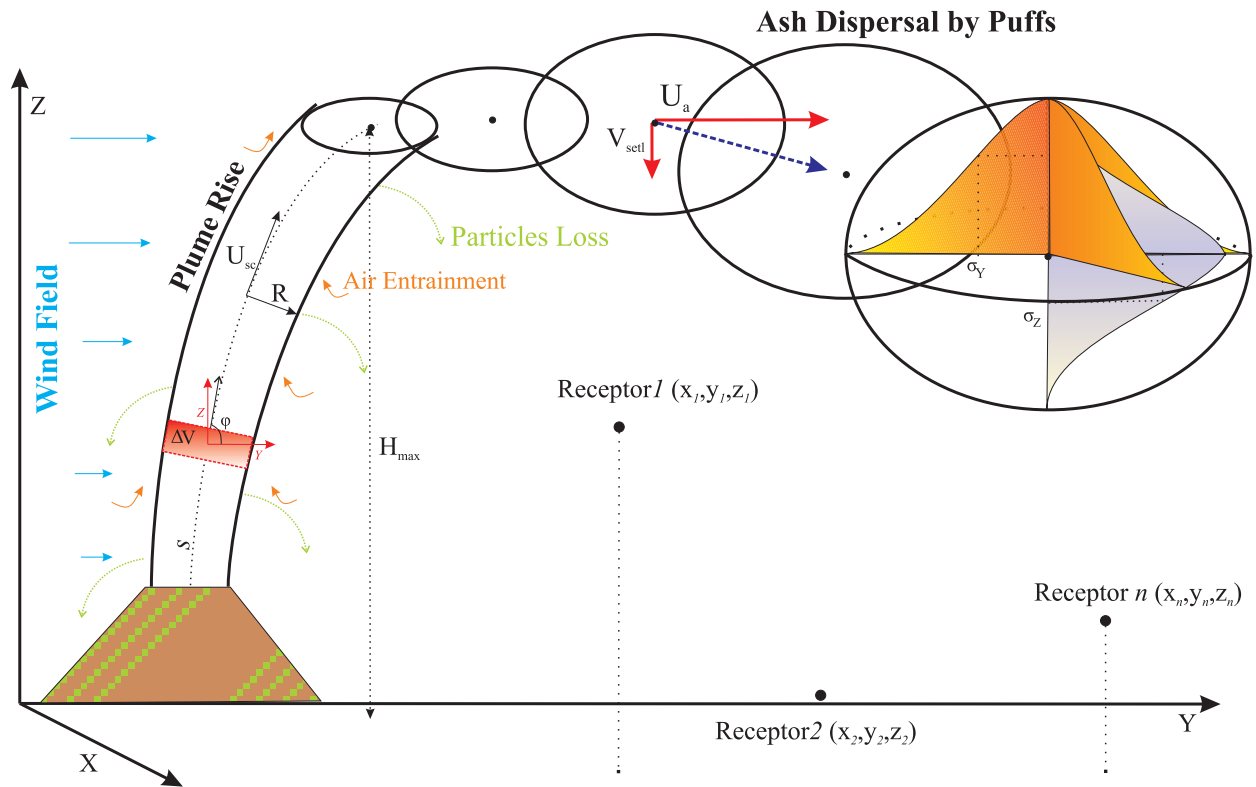 Ash Dispersal by Puffs
Z
Uₐ
V_setl
Plume Rise
U_sc
Particles Loss
R
Air Entrainment
σ_Y
σ_Z
Wind Field
Z
φ
ΔV
Y
H_max
Receptor1 (x₁,y₁,z₁)
s
Receptor n (xₙ,yₙ,zₙ)
Receptor2 (x₂,y₂,z₂)
Y
X